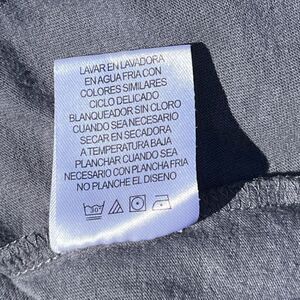 LAVAR EN LAVADORA
EN AGUA FRIA CON
COLORES SIMILARES
CICLO DELICADO
BLANQUEADOR SIN CLORO
CUANDO SEA NECESARIO
SECAR EN SECADORA
A TEMPERATURA BAJA
PLANCHAR CUANDO SEA
NECESARIO CON PLANCHA FRIA
NO PLANCHE EL DISENO